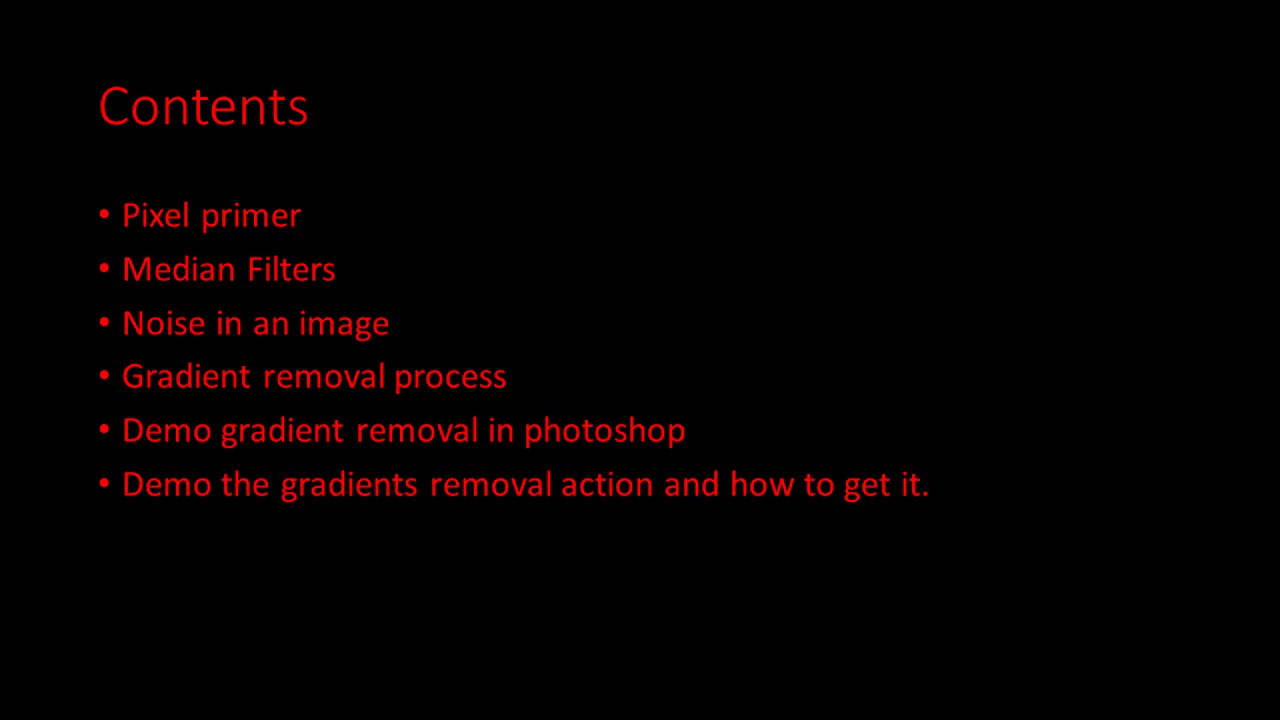 Contents
• Pixel primer
• Median Filters
• Noise in an image
• Gradient removal process
• Demo gradient removal in photoshop
• Demo the gradients removal action and how to get it.